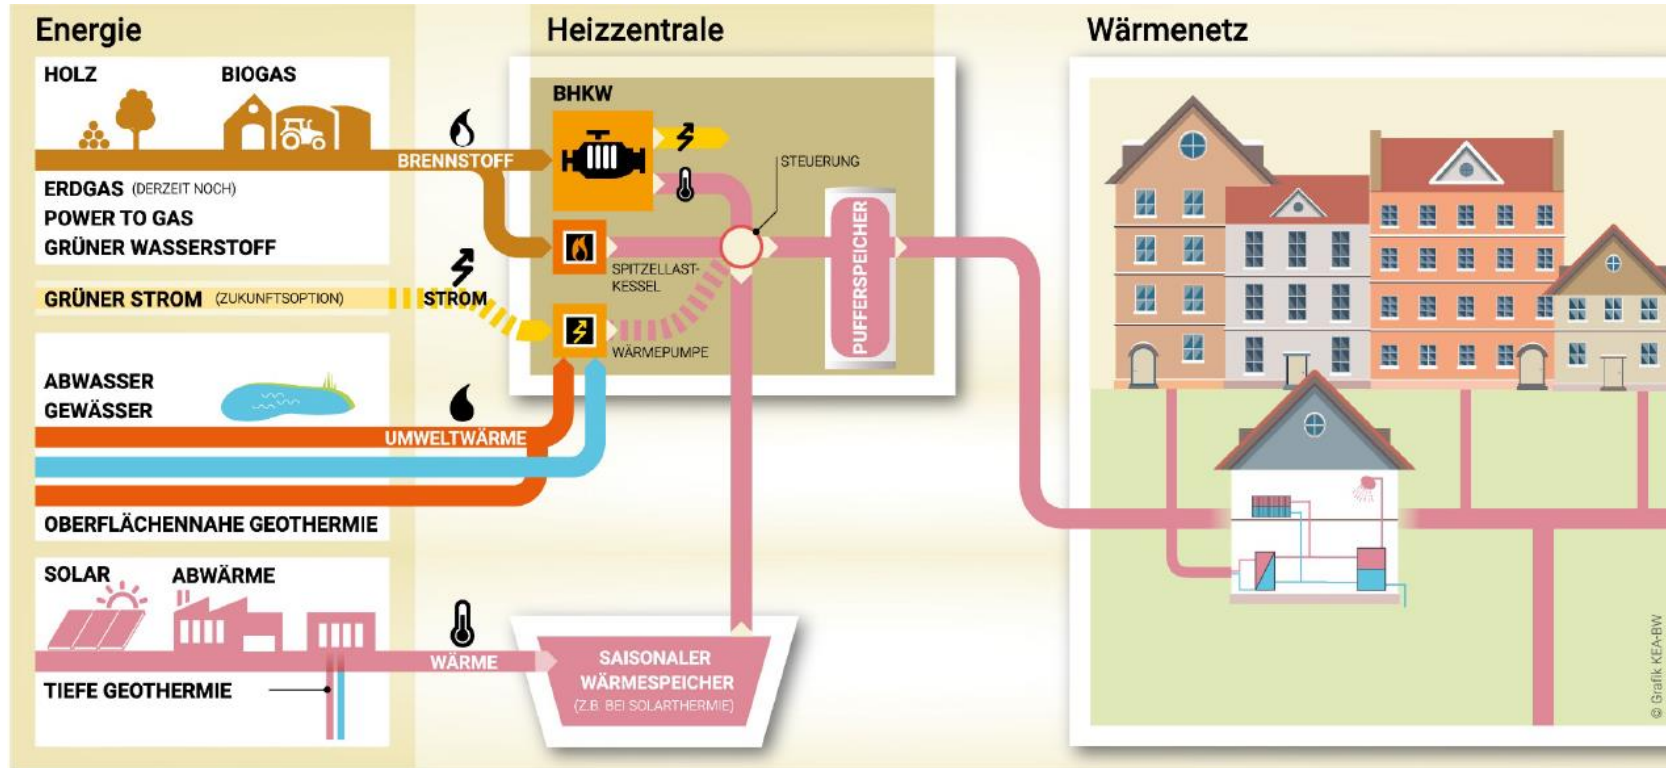 Energie
HOLZ
BIOGAS
BRENNSTOFF
ERDGAS (DERZEIT NOCH)
POWER TO GAS
GRÜNER WASSERSTOFF
GRÜNER STROM (ZUKUNFTSOPTION)
STROM
ABWASSER
GEWÄSSER
UMWELTWÄRME
OBERFLÄCHENNAHE GEOTHERMIE
SOLAR
ABWÄRME
WÄRME
TIEFE GEOTHERMIE
Heizzentrale
BHKW
STEUERUNG
SPITZELLAST-
KESSEL
WÄRMEPUMPE
PUFFERSPEICHER
SAISONALER
WÄRMESPEICHER
(Z.B. BEI SOLARTHERMIE)
Wärmenetz
© Grafik KEA-BW